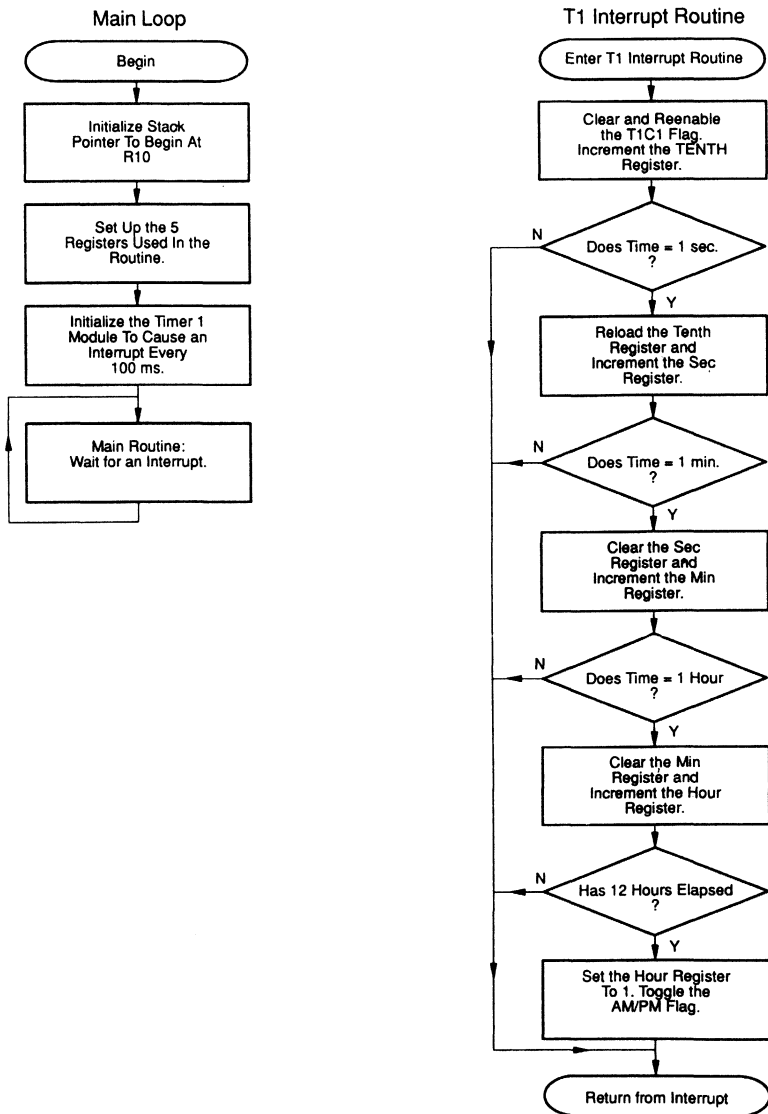 Main Loop
Begin
Initialize Stack
Pointer To Begin At
R10
Set Up the 5
Registers Used In the
Routine.
Initialize the Timer 1
Module To Cause an
Interrupt Every
100 ms.
Main Routine:
Wait for an Interrupt.
T1 Interrupt Routine
Enter T1 Interrupt Routine
Clear and Reenable
the T1C1 Flag.
Increment the TENTH
Register.
N
Does Time = 1 sec.
?
Y
Reload the Tenth
Register and
Increment the Sec
Register.
N
Does Time = 1 min.
?
Y
Clear the Sec
Register and
Increment the Min
Register.
N
Does Time = 1 Hour
?
Y
Clear the Min
Register and
Increment the Hour
Register.
N
Has 12 Hours Elapsed
?
Y
Set the Hour Register
To 1. Toggle the
AM/PM Flag.
Return from Interrupt